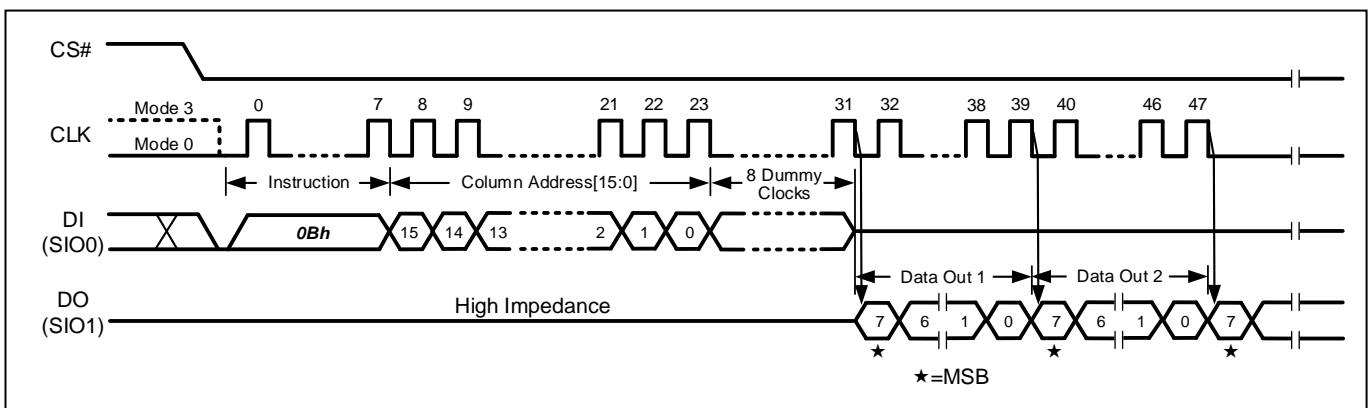 CS#
Mode 3 0 7 8 9 21 22 23 31 32 38 39 40 46 47
CLK
Mode 0
Instruction Column Address[15:0] 8 Dummy
Clocks
DI
(SIO0)
0Bh 15 14 13 2 1 0
Data Out 1 Data Out 2
DO
(SIO1)
High Impedance
7 6 1 0 7 6 1 0 7
★ ★ ★
★=MSB